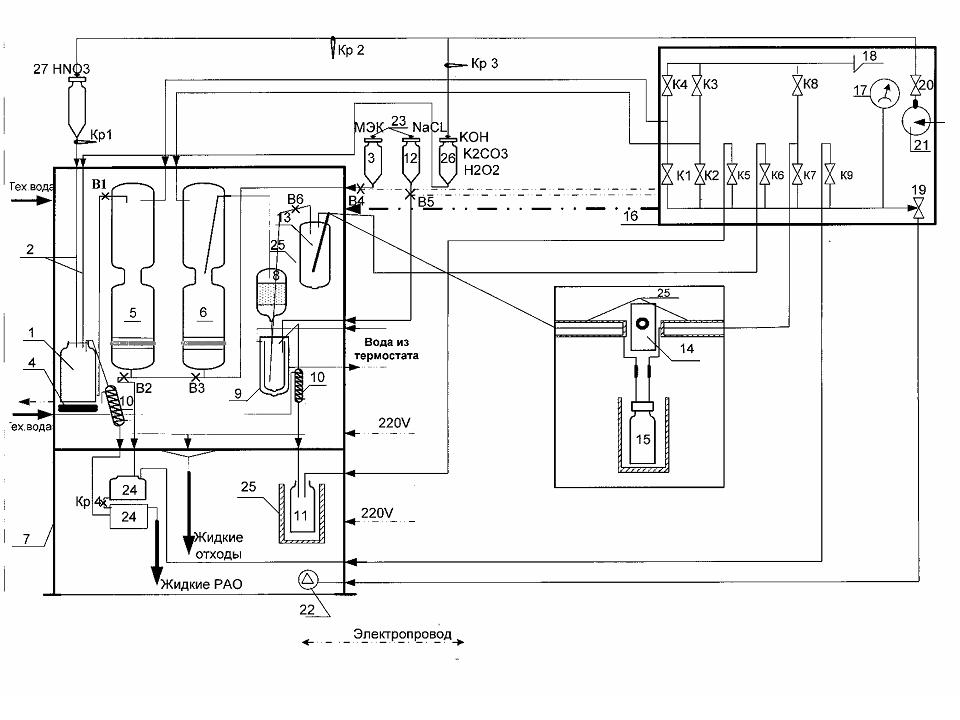 Кр 2
Кр 3
27 HNO3
Кр1
К4
К3
К8
18
17
20
21
МЭК
23
NaCL
KOH
K2CO3
H2O2
3
12
26
К1
К2
К5
К6
К7
К9
19
16
Тех.вода
В1
В4
В5
В6
13
25
8
2
5
6
1
4
В2
В3
9
10
10
Вода из
термостата
25
14
15
Тех.вода
220V
24
Кр 4
24
25
11
220V
7
Жидкие
отходы
Жидкие РАО
22
Электропровод